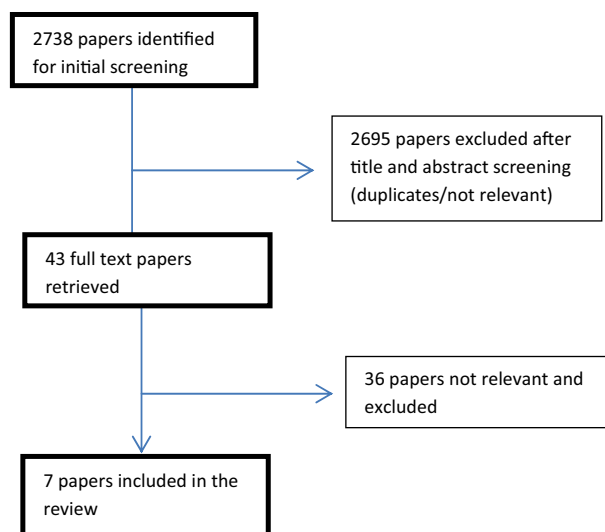 2738 papers identified
for initial screening
2695 papers excluded after
title and abstract screening
(duplicates/not relevant)
43 full text papers
retrieved
36 papers not relevant and
excluded
7 papers included in the
review